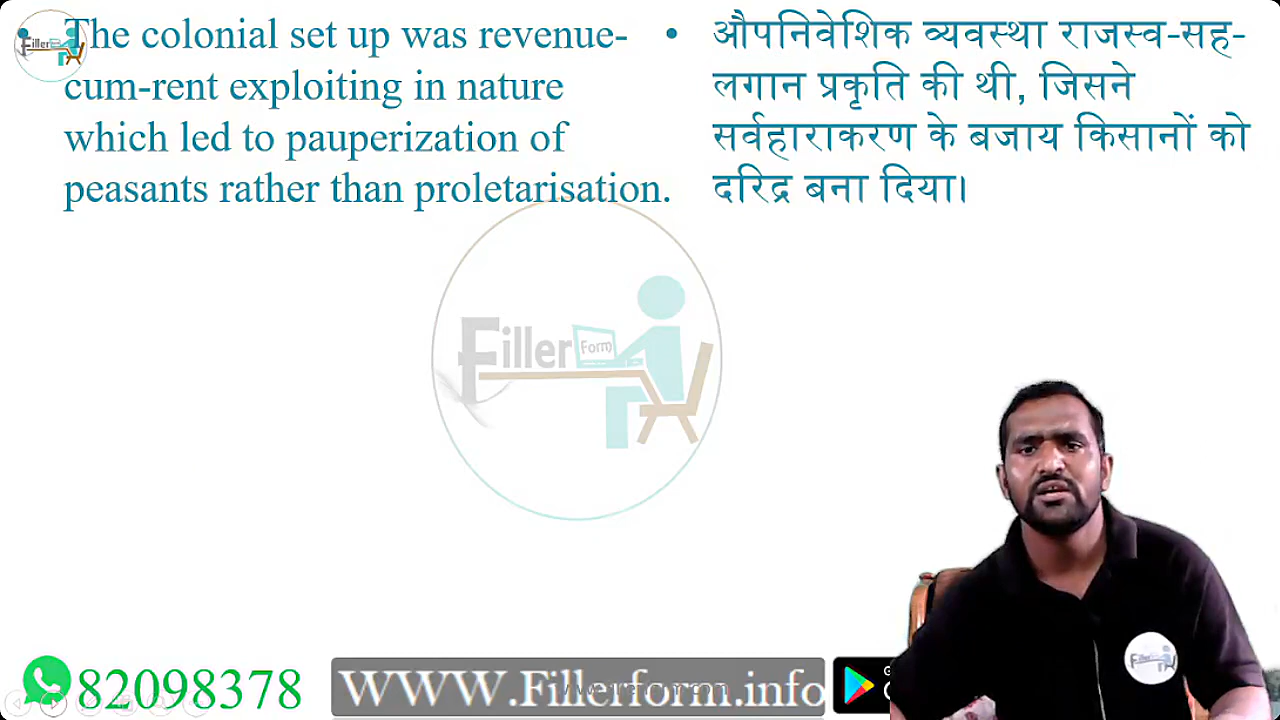 The colonial set up was revenue-
cum-rent exploiting in nature
which led to pauperization of
peasants rather than proletarisation.
• औपनिवेशिक व्यवस्था राजस्व-सह-
लगान प्रकृति की थी, जिसने
सर्वहाराकरण के बजाय किसानों को
दरिद्र बना दिया।
Filler
Form
82098378
WWW.Fillerform.info